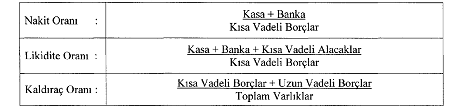 Nakit Oranı : Kasa + Banka
Kısa Vadeli Borçlar
Likidite Oranı : Kasa + Banka + Kısa Vadeli Alacaklar
Kısa Vadeli Borçlar
Kaldıraç Oranı : Kısa Vadeli Borçlar + Uzun Vadeli Borçlar
Toplam Varlıklar